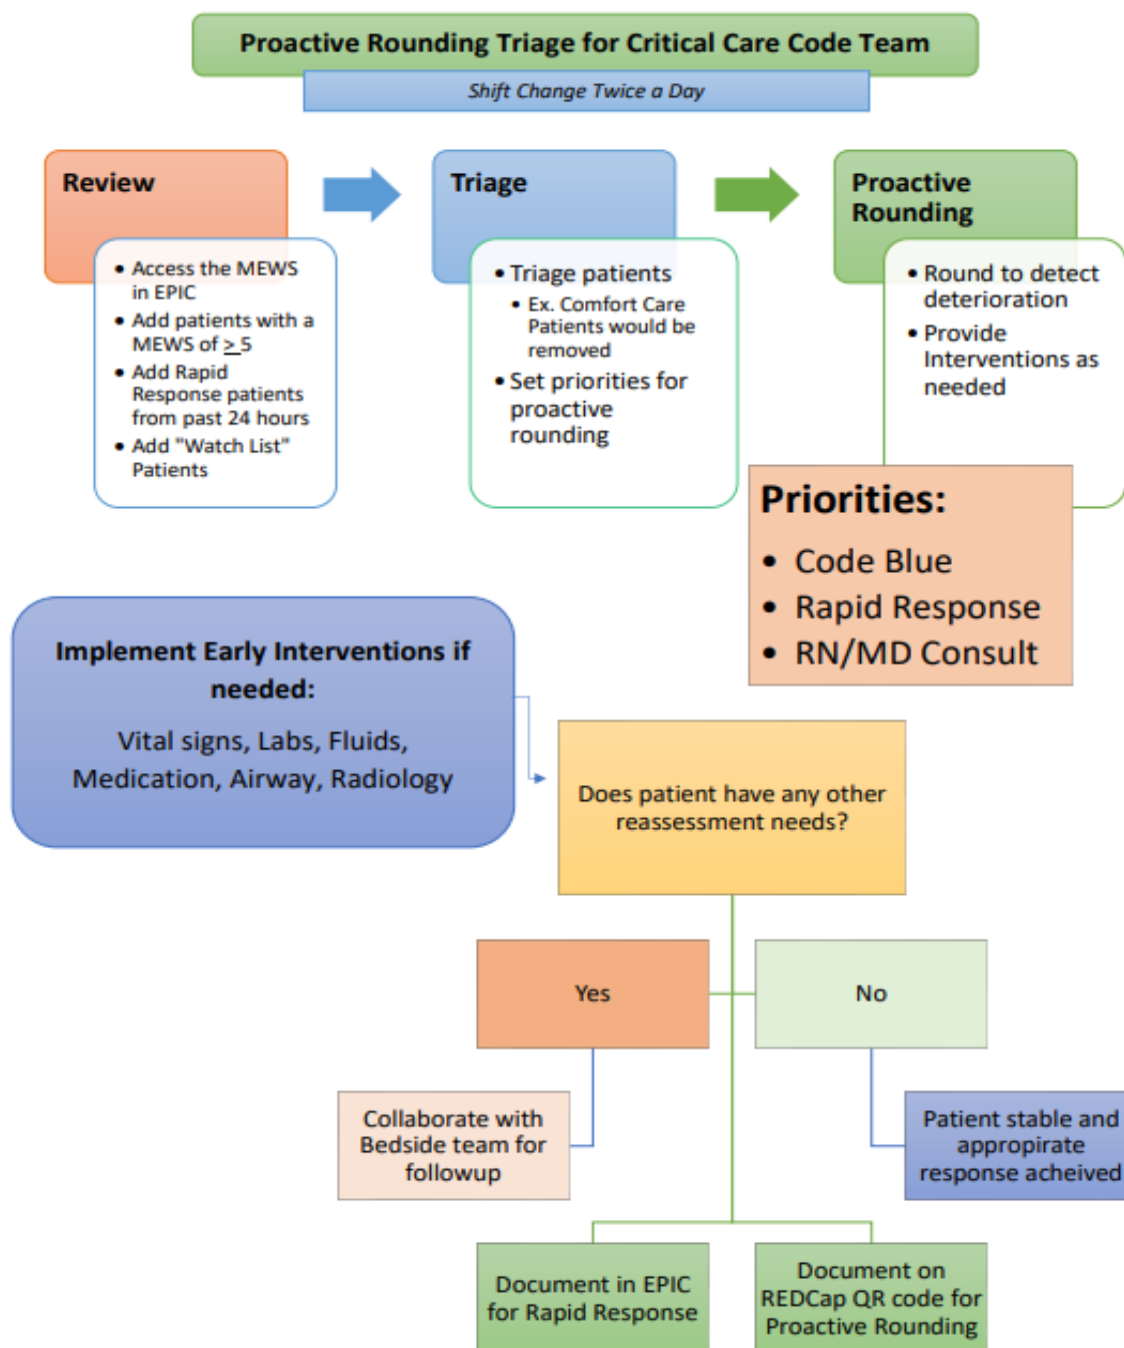 Proactive Rounding Triage for Critical Care Code Team
Shift Change Twice a Day
Review
• Access the MEWS
in EPIC
• Add patients with a
MEWS of ≥ 5
• Add Rapid
Response patients
from past 24 hours
• Add "Watch List"
Patients
Triage
• Triage patients
• Ex. Comfort Care
Patients would be
removed
• Set priorities for
proactive
rounding
Proactive
Rounding
• Round to detect
deterioration
• Provide
Interventions as
needed
Priorities:
• Code Blue
• Rapid Response
• RN/MD Consult
Implement Early Interventions if
needed:
Vital signs, Labs, Fluids,
Medication, Airway, Radiology
Does patient have any other
reassessment needs?
Yes
No
Collaborate with
Bedside team for
followup
Patient stable and
appropirate
response acheived
Document in EPIC
for Rapid Response
Document on
REDCap QR code for
Proactive Rounding